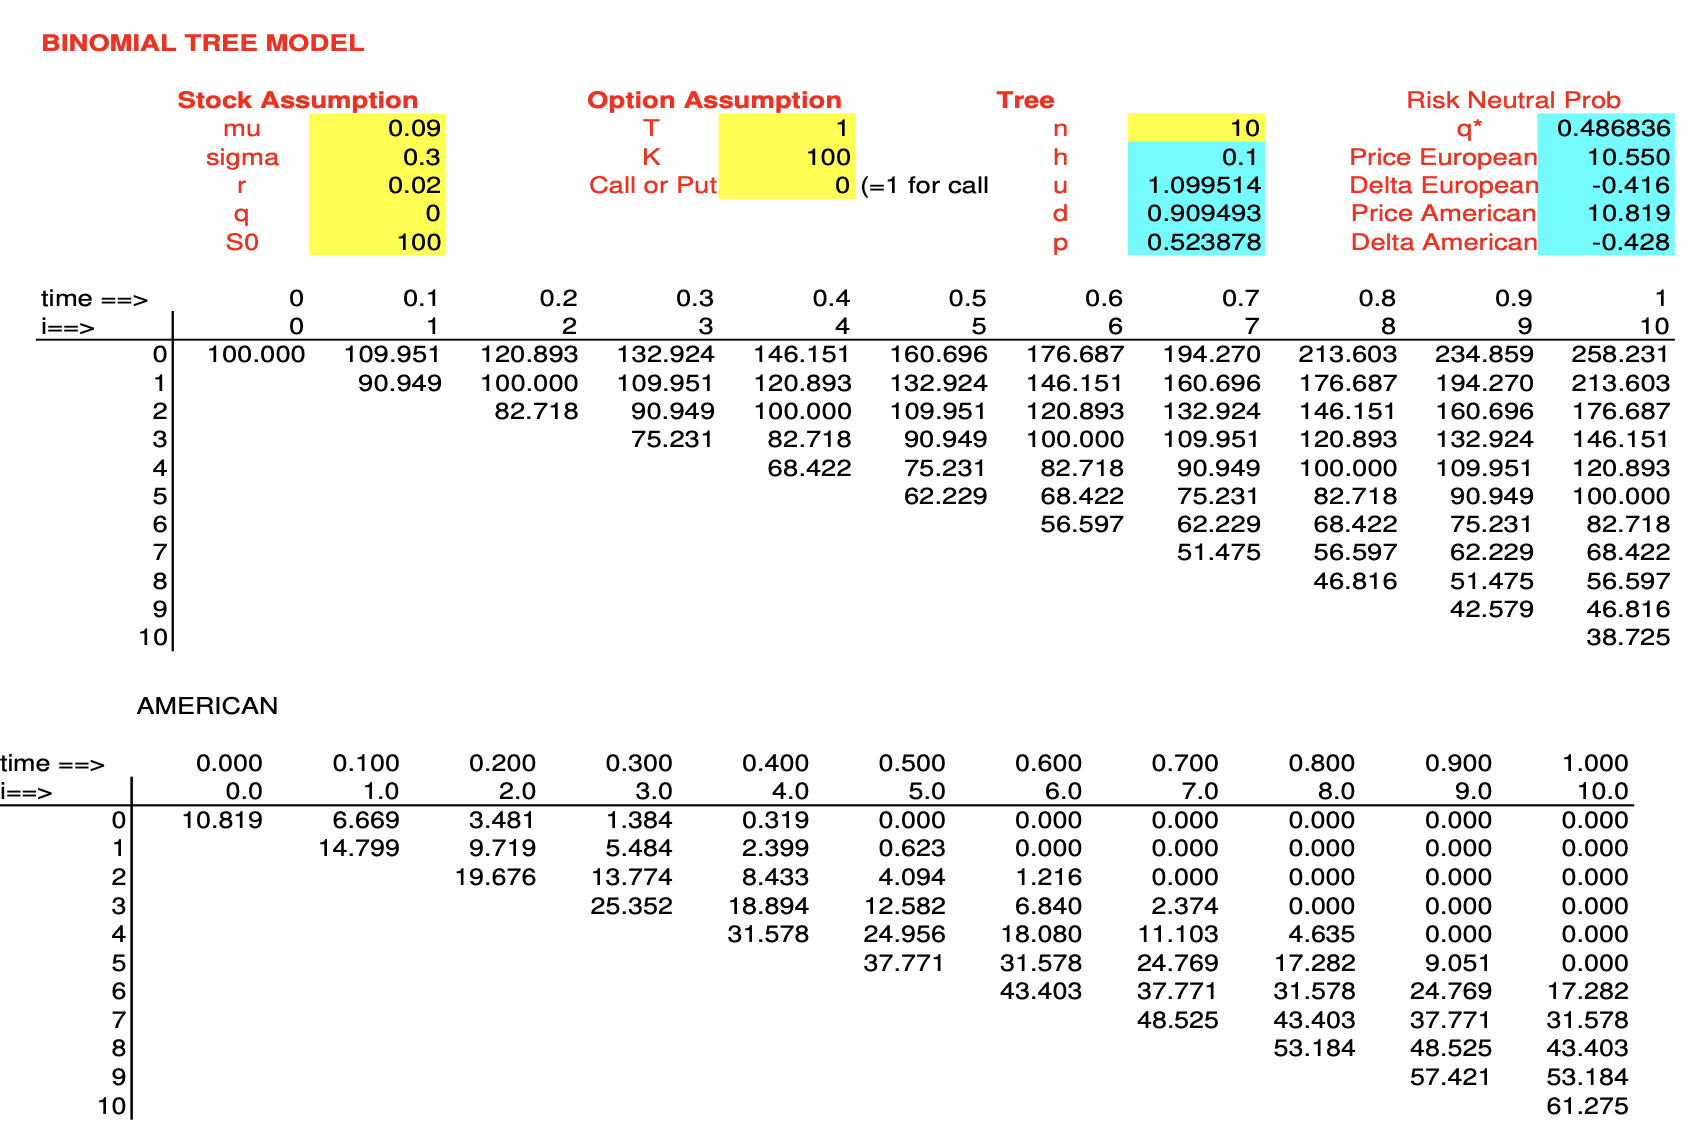 BINOMIAL TREE MODEL
Stock Assumption Option Assumption Tree Risk Neutral Prob
mu 0.09 T 1 n 10 q* 0.486836
sigma 0.3 K 100 h 0.1 Price European 10.550
r 0.02 Call or Put 0 (=1 for call u 1.099514 Delta European -0.416
q 0 d 0.909493 Price American 10.819
S0 100 p 0.523878 Delta American -0.428
time ==> 0 0.1 0.2 0.3 0.4 0.5 0.6 0.7 0.8 0.9 1
i==> 0 1 2 3 4 5 6 7 8 9 10
0 100.000 109.951 120.893 132.924 146.151 160.696 176.687 194.270 213.603 234.859 258.231
1 90.949 100.000 109.951 120.893 132.924 146.151 160.696 176.687 194.270 213.603
2 82.718 90.949 100.000 109.951 120.893 132.924 146.151 160.696 176.687
3 75.231 82.718 90.949 100.000 109.951 120.893 132.924 146.151
4 68.422 75.231 82.718 90.949 100.000 109.951 120.893
5 62.229 68.422 75.231 82.718 90.949 100.000
6 56.597 62.229 68.422 75.231 82.718
7 51.475 56.597 62.229 68.422
8 46.816 51.475 56.597
9 42.579 46.816
10 38.725
AMERICAN
time ==> 0.000 0.100 0.200 0.300 0.400 0.500 0.600 0.700 0.800 0.900 1.000
i==> 0.0 1.0 2.0 3.0 4.0 5.0 6.0 7.0 8.0 9.0 10.0
0 10.819 6.669 3.481 1.384 0.319 0.000 0.000 0.000 0.000 0.000 0.000
1 14.799 9.719 5.484 2.399 0.623 0.000 0.000 0.000 0.000 0.000
2 19.676 13.774 8.433 4.094 1.216 0.000 0.000 0.000 0.000
3 25.352 18.894 12.582 6.840 2.374 0.000 0.000 0.000
4 31.578 24.956 18.080 11.103 4.635 0.000 0.000
5 37.771 31.578 24.769 17.282 9.051 0.000
6 43.403 37.771 31.578 24.769 17.282
7 48.525 43.403 37.771 31.578
8 53.184 48.525 43.403
9 57.421 53.184
10 61.275